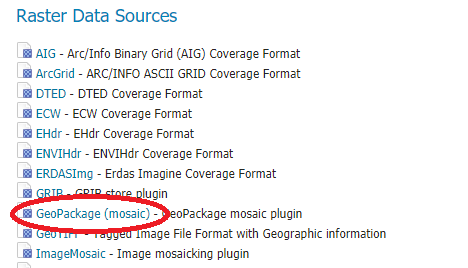 Raster Data Sources
AIG - Arc/Info Binary Grid (AIG) Coverage Format
ArcGrid - ARC/INFO ASCII GRID Coverage Format
DTED - DTED Coverage Format
ECW - ECW Coverage Format
EHdr - EHdr Coverage Format
ENVIHdr - ENVIHdr Coverage Format
ERDASImg - Erdas Imagine Coverage Format
GRIB - GRIB store plugin
GeoPackage (mosaic) - GeoPackage mosaic plugin
GeoTIFF - Tagged Image File Format with Geographic information
ImageMosaic - Image mosaicking plugin